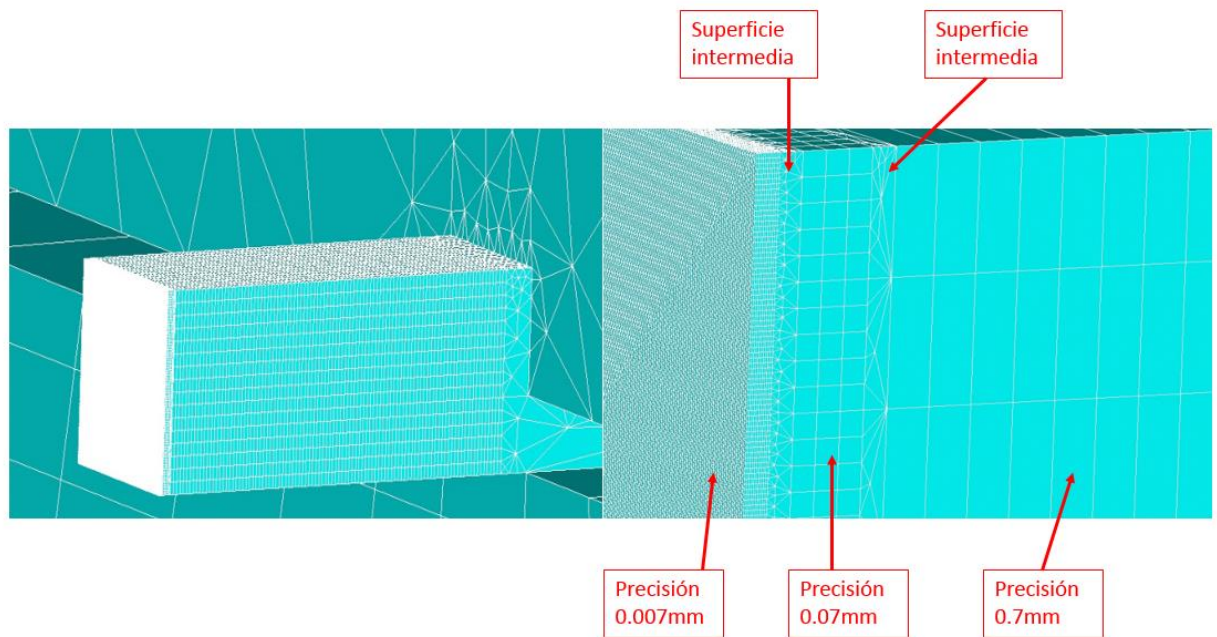 Superficie
intermedia
Superficie
intermedia
Precisión
0.007mm
Precisión
0.07mm
Precisión
0.7mm